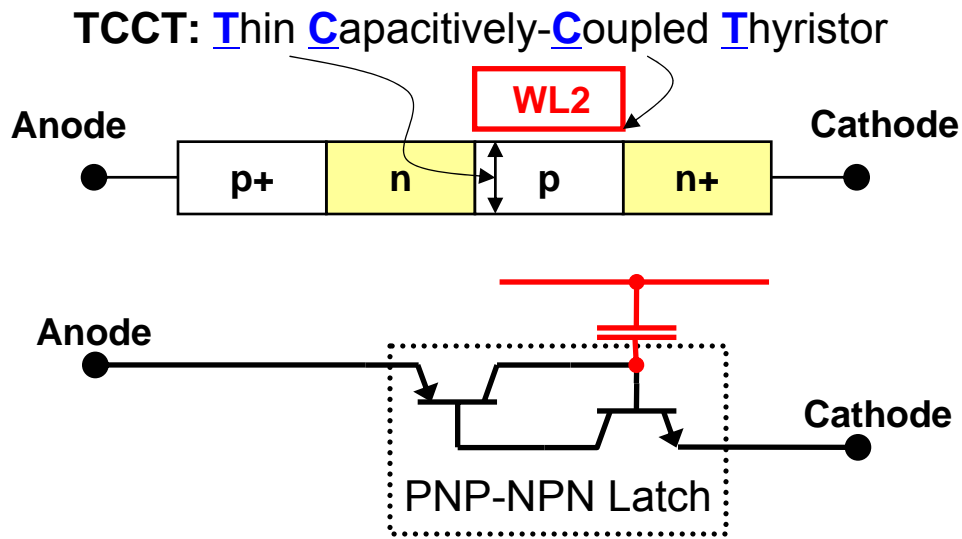 TCCT: Thin Capacitively-Coupled Thyristor
WL2
Anode
Cathode
p+ n p n+
Anode
Cathode
PNP-NPN Latch